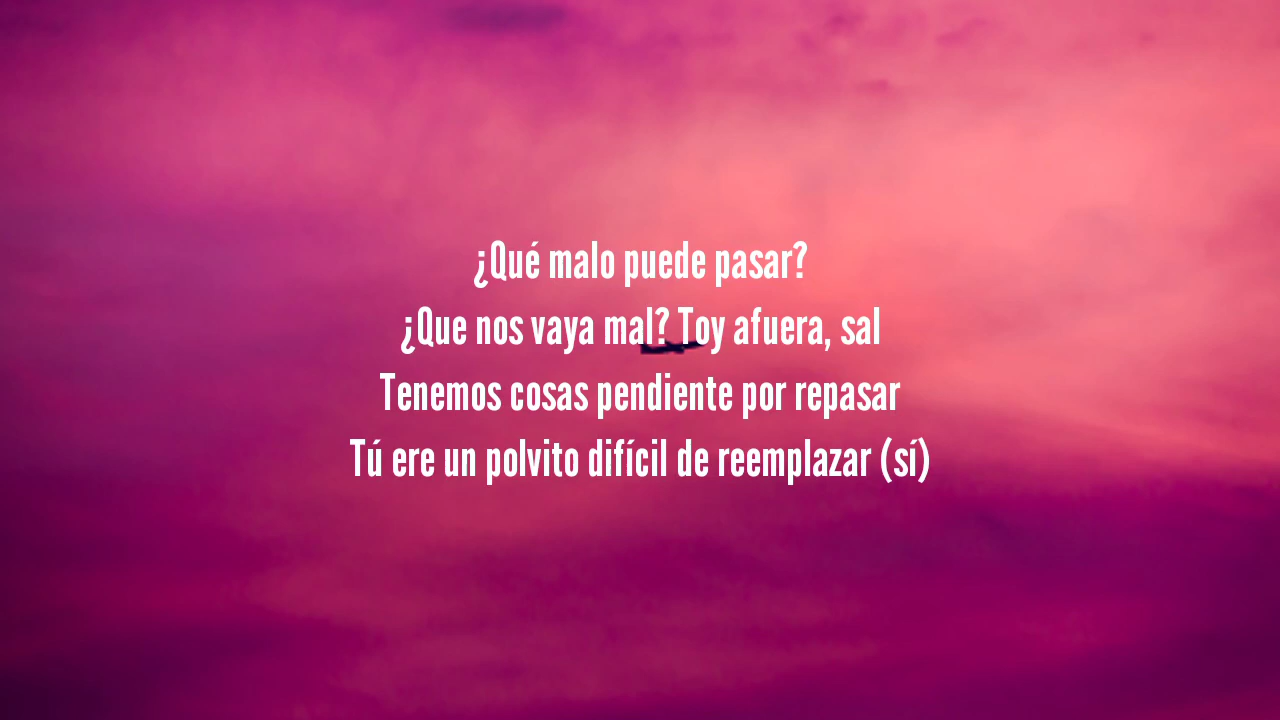 ¿Qué malo puede pasar?
¿Que nos vaya mal? Toy afuera, sal
Tenemos cosas pendiente por repasar
Tú ere un polvito difícil de reemplazar (sí)